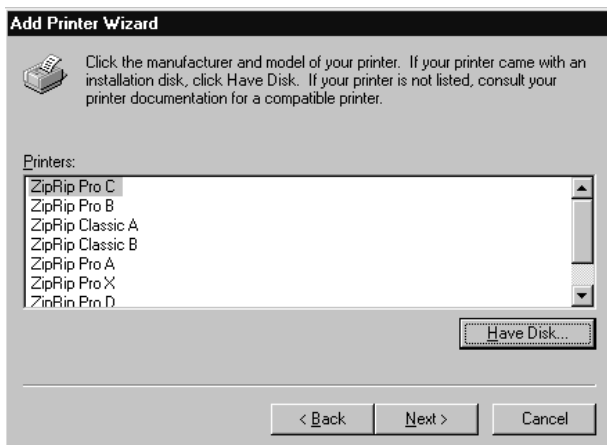 Add Printer Wizard
Click the manufacturer and model of your printer. If your printer came with an
installation disk, click Have Disk. If your printer is not listed, consult your
printer documentation for a compatible printer.
Printers:
ZipRip Pro C
ZipRip Pro B
ZipRip Classic A
ZipRip Classic B
ZipRip Pro A
ZipRip Pro X
ZipRip Pro D
Have Disk...
< Back
Next >
Cancel